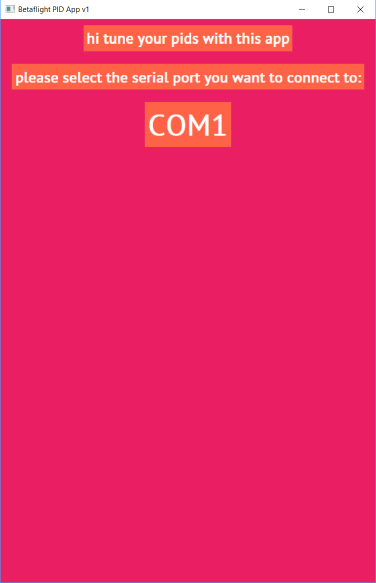 Betaflight PID App v1
hi tune your pids with this app
please select the serial port you want to connect to:
COM1